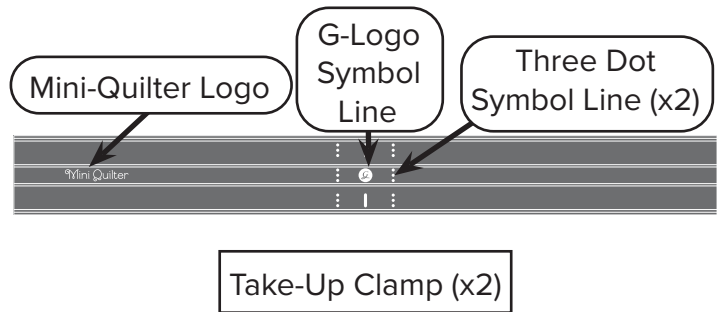 G-Logo
Symbol
Line
Mini-Quilter Logo
Three Dot
Symbol Line (x2)
Mini Quilter
Take-Up Clamp (x2)